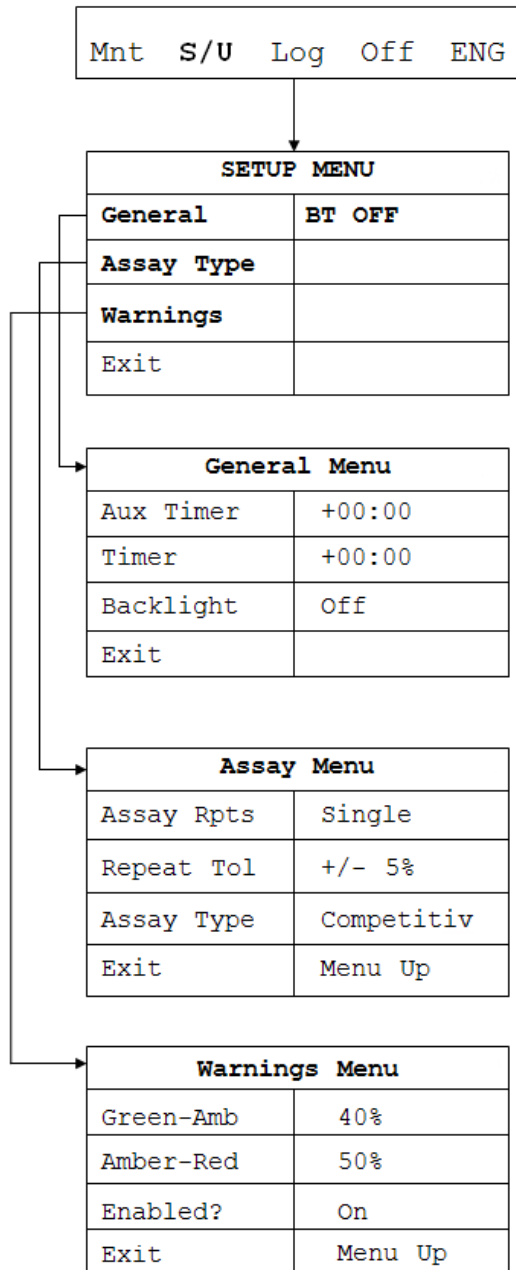 Mnt S/U Log Off ENG
SETUP MENU
General BT OFF
Assay Type
Warnings
Exit
General Menu
Aux Timer +00:00
Timer +00:00
Backlight Off
Exit
Assay Menu
Assay Rpts Single
Repeat Tol +/- 5%
Assay Type Competitiv
Exit Menu Up
Warnings Menu
Green-Amb 40%
Amber-Red 50%
Enabled? On
Exit Menu Up